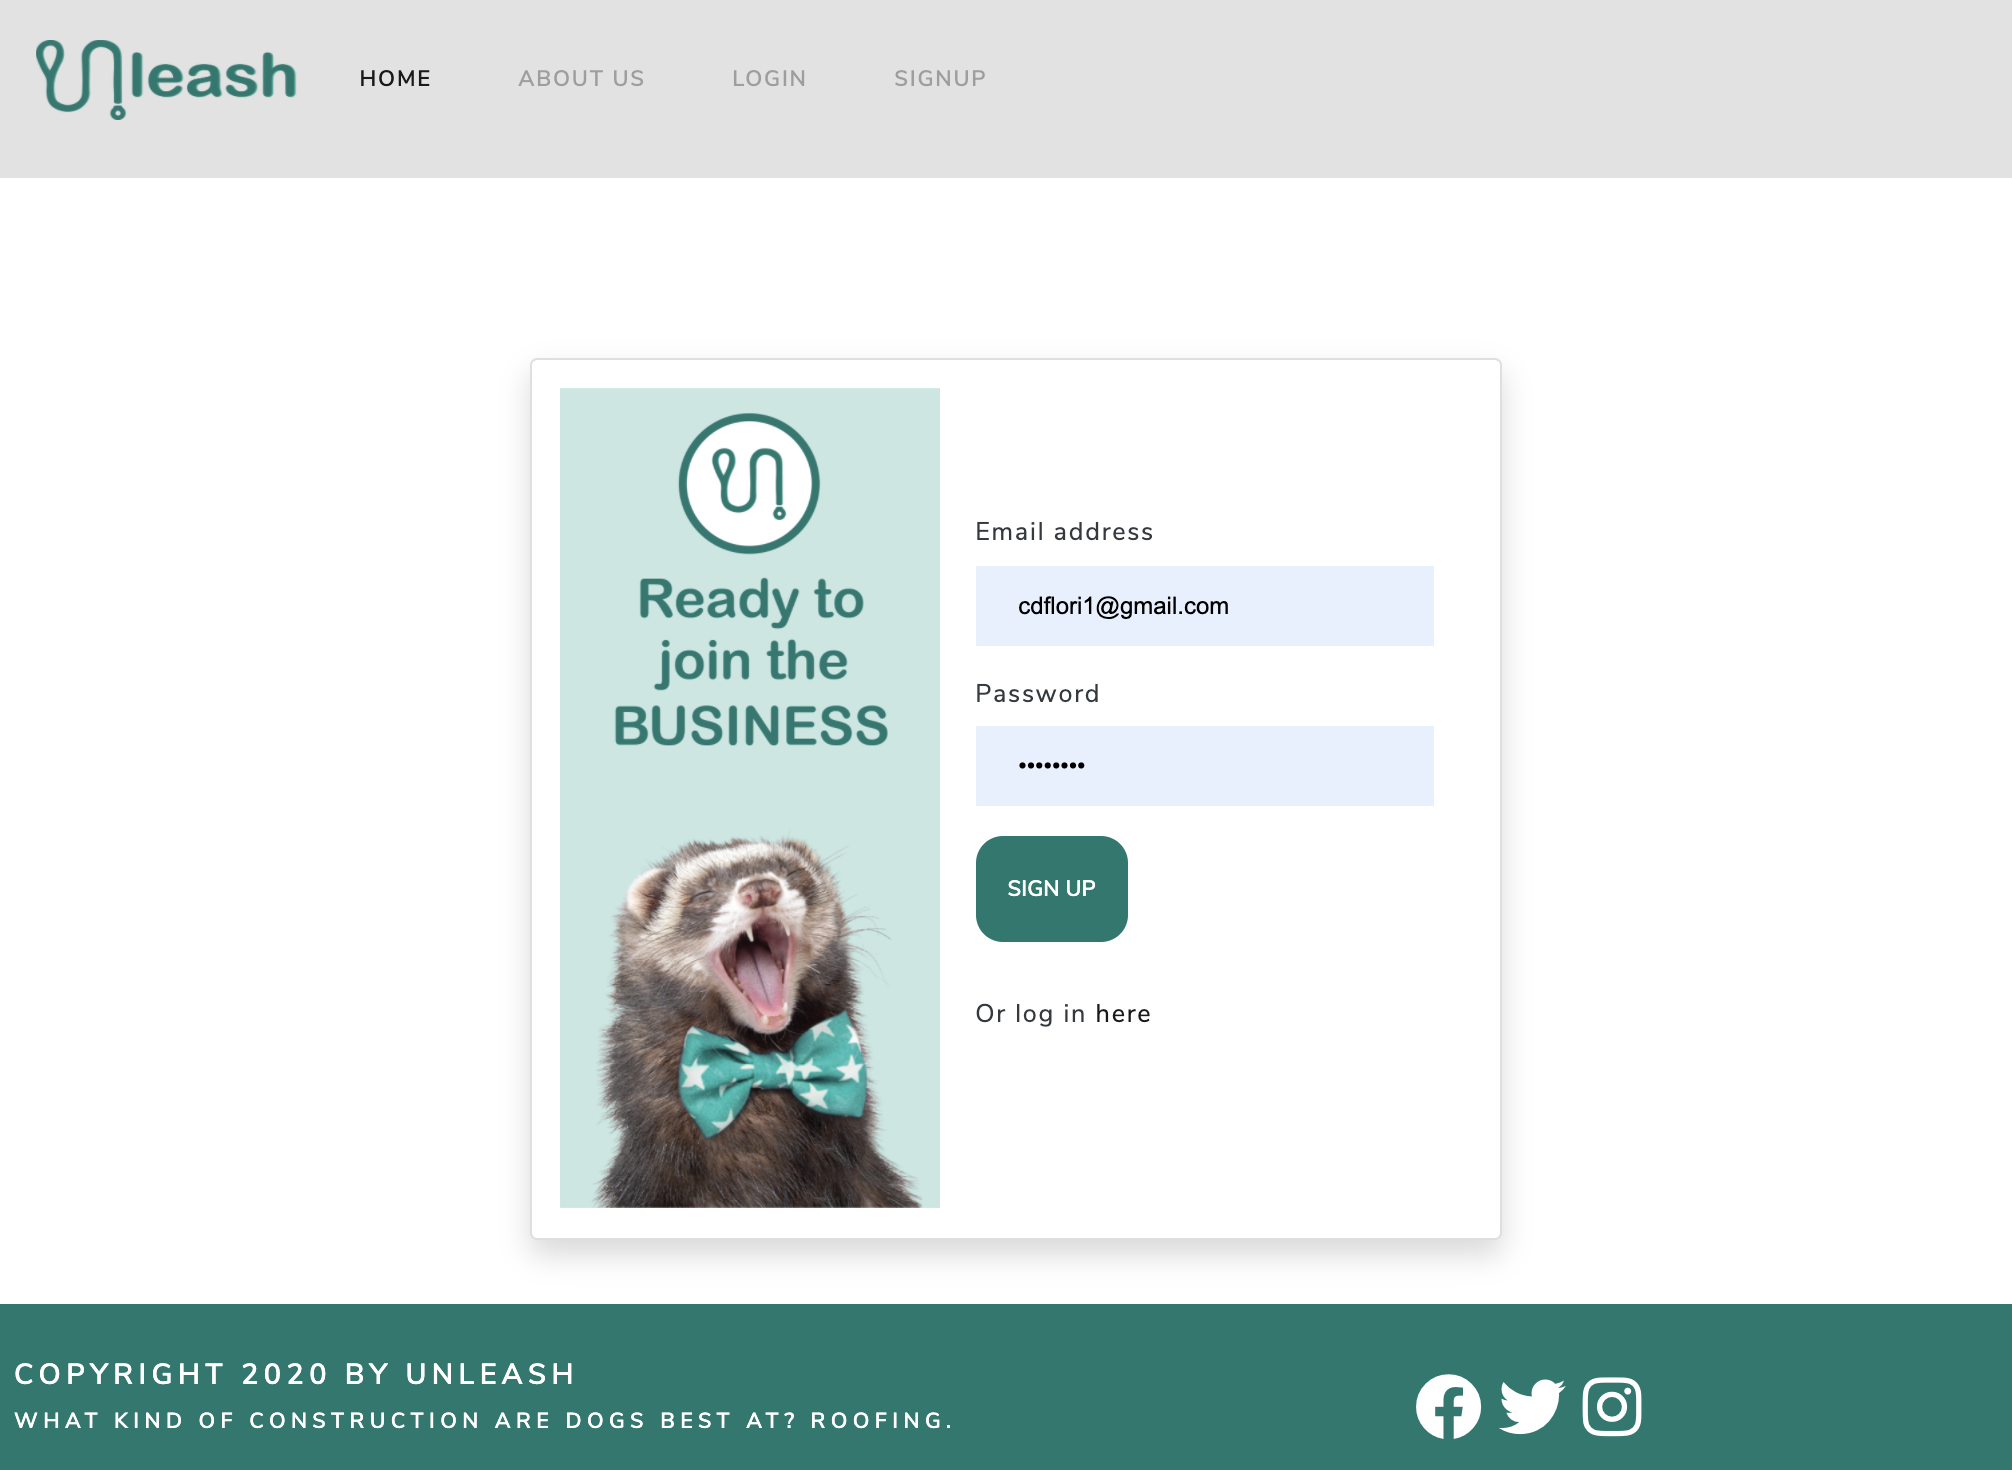 Unleash
HOME ABOUT US LOGIN SIGNUP
Ready to
join the
BUSINESS
Email address
cdflori1@gmail.com
Password
••••••••
SIGN UP
Or log in here
COPYRIGHT 2020 BY UNLEASH
WHAT KIND OF CONSTRUCTION ARE DOGS BEST AT? ROOFING.